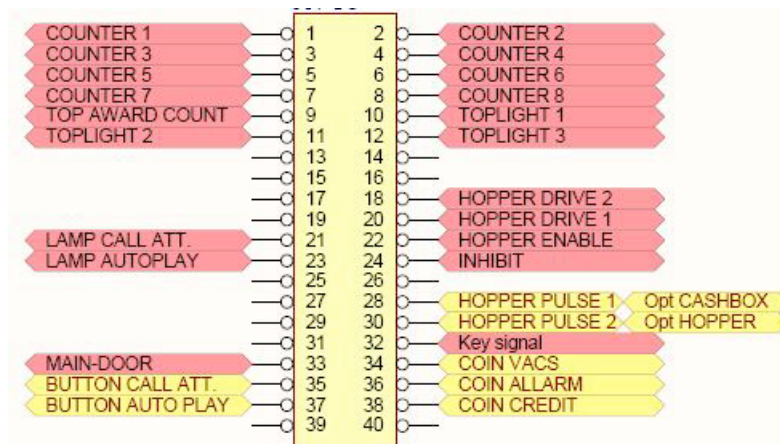 COUNTER 1 1 2 COUNTER 2
COUNTER 3 3 4 COUNTER 4
COUNTER 5 5 6 COUNTER 6
COUNTER 7 7 8 COUNTER 8
TOP AWARD COUNT 9 10 TOPLIGHT 1
TOPLIGHT 2 11 12 TOPLIGHT 3
13 14
15 16
17 18 HOPPER DRIVE 2
19 20 HOPPER DRIVE 1
LAMP CALL ATT. 21 22 HOPPER ENABLE
LAMP AUTOPLAY 23 24 INHIBIT
25 26
27 28 HOPPER PULSE 1 Opt CASHBOX
29 30 HOPPER PULSE 2 Opt HOPPER
31 32 Key signal
MAIN-DOOR 33 34 COIN VACS
BUTTON CALL ATT. 35 36 COIN ALLARM
BUTTON AUTO PLAY 37 38 COIN CREDIT
39 40